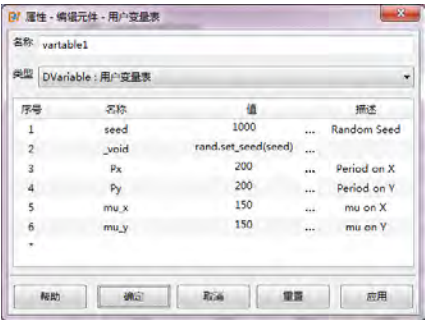 属性 - 编辑元件 - 用户变量表
名称 vartable1
类型 DVariable : 用户变量表
序号 名称 值 描述
1 seed 1000 ... Random Seed
2 _void rand.set_seed(seed) ...
3 Px 200 ... Period on X
4 Py 200 ... Period on Y
5 mu_x 150 ... mu on X
6 mu_y 150 ... mu on Y
*
帮助 确定 取消 重置 应用